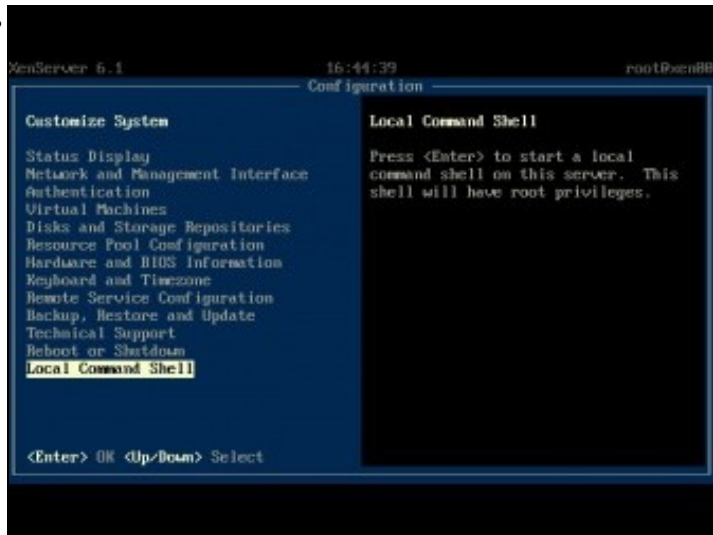 XenServer 6.1 16:44:39 root@xen00
Configuration
Customize System
Status Display
Network and Management Interface
Authentication
Virtual Machines
Disks and Storage Repositories
Resource Pool Configuration
Hardware and BIOS Information
Keyboard and Timezone
Remote Service Configuration
Backup, Restore and Update
Technical Support
Reboot or Shutdown
Local Command Shell
<Enter> OK <Up/Down> Select
Local Command Shell
Press <Enter> to start a local
command shell on this server. This
shell will have root privileges.